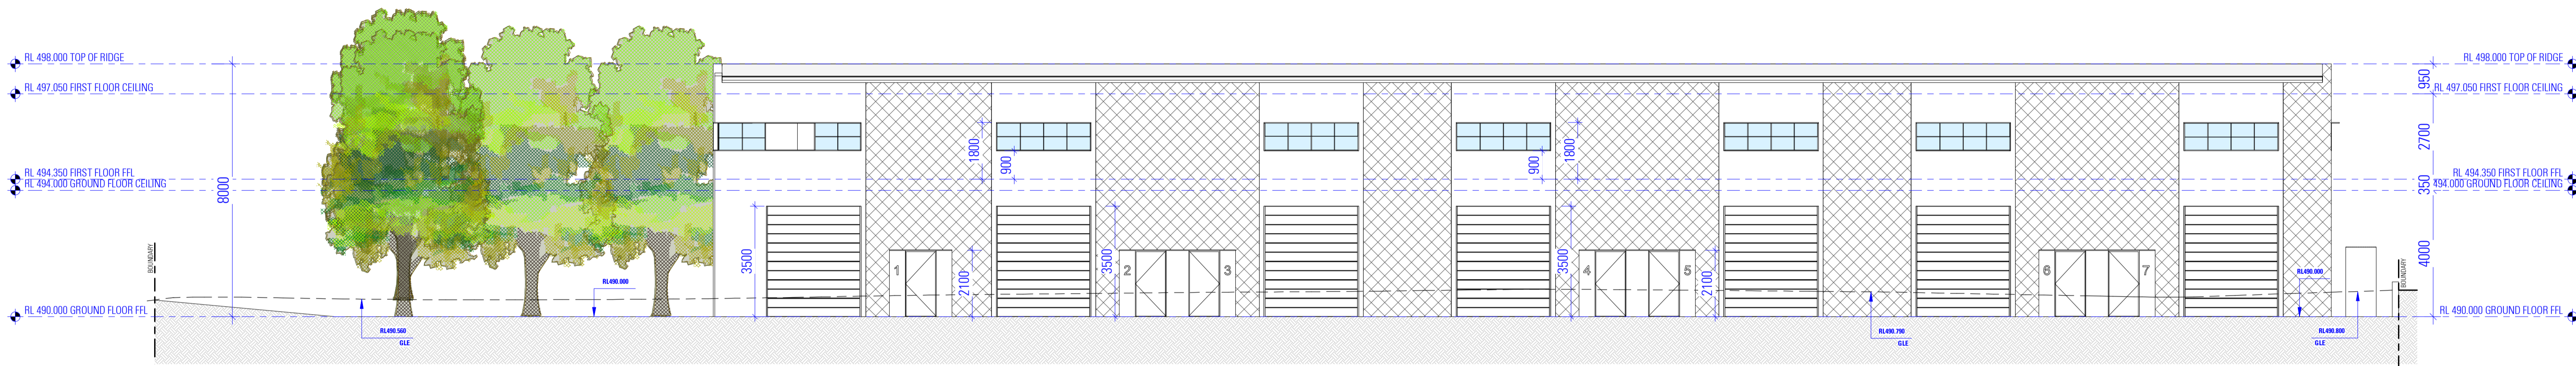 RL 498.000 TOP OF RIDGE
RL 497.050 FIRST FLOOR CEILING
RL 494.350 FIRST FLOOR FFL
RL 494.000 GROUND FLOOR CEILING
RL 490.000 GROUND FLOOR FFL
BOUNDARY
8000
RL490.560
GLE
RL490.000
3500
1
2100
1800
900
3500
2
3
900
1800
3500
4
5
2100
RL490.790
GLE
6
7
RL490.000
RL490.800
GLE
BOUNDARY
950
2700
350
4000
RL 498.000 TOP OF RIDGE
RL 497.050 FIRST FLOOR CEILING
RL 494.350 FIRST FLOOR FFL
494.000 GROUND FLOOR CEILING
RL 490.000 GROUND FLOOR FFL